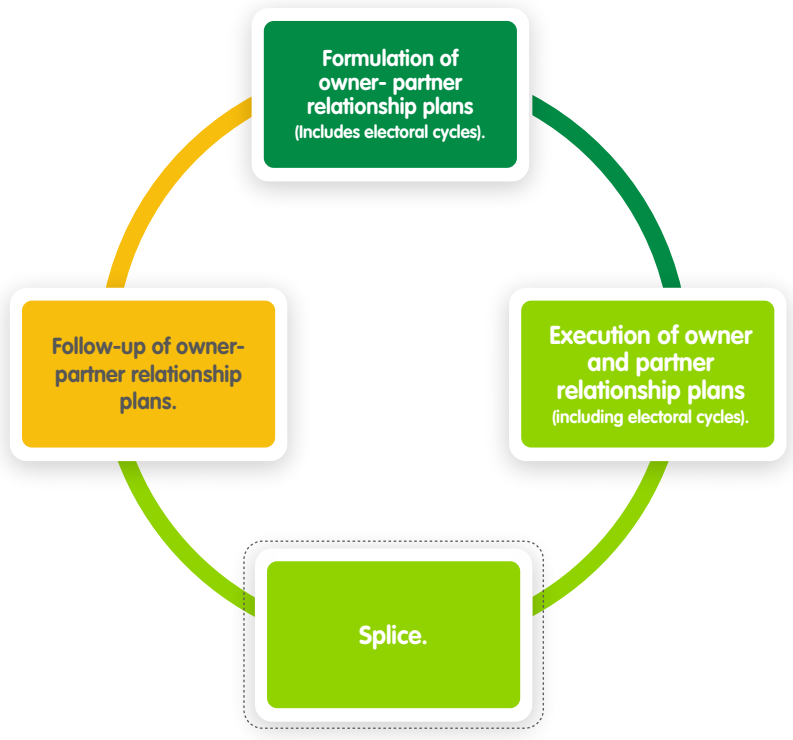 Formulation of
owner- partner
relationship plans
(Includes electoral cycles).
Execution of owner
and partner
relationship plans
(including electoral cycles).
Splice.
Follow-up of owner-
partner relationship
plans.